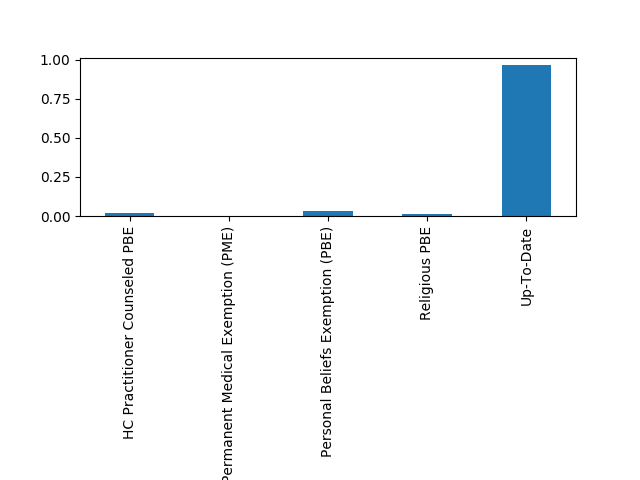 1.00
0.75
0.50
0.25
0.00
HC Practitioner Counseled PBE
Permanent Medical Exemption (PME)
Personal Beliefs Exemption (PBE)
Religious PBE
Up-To-Date